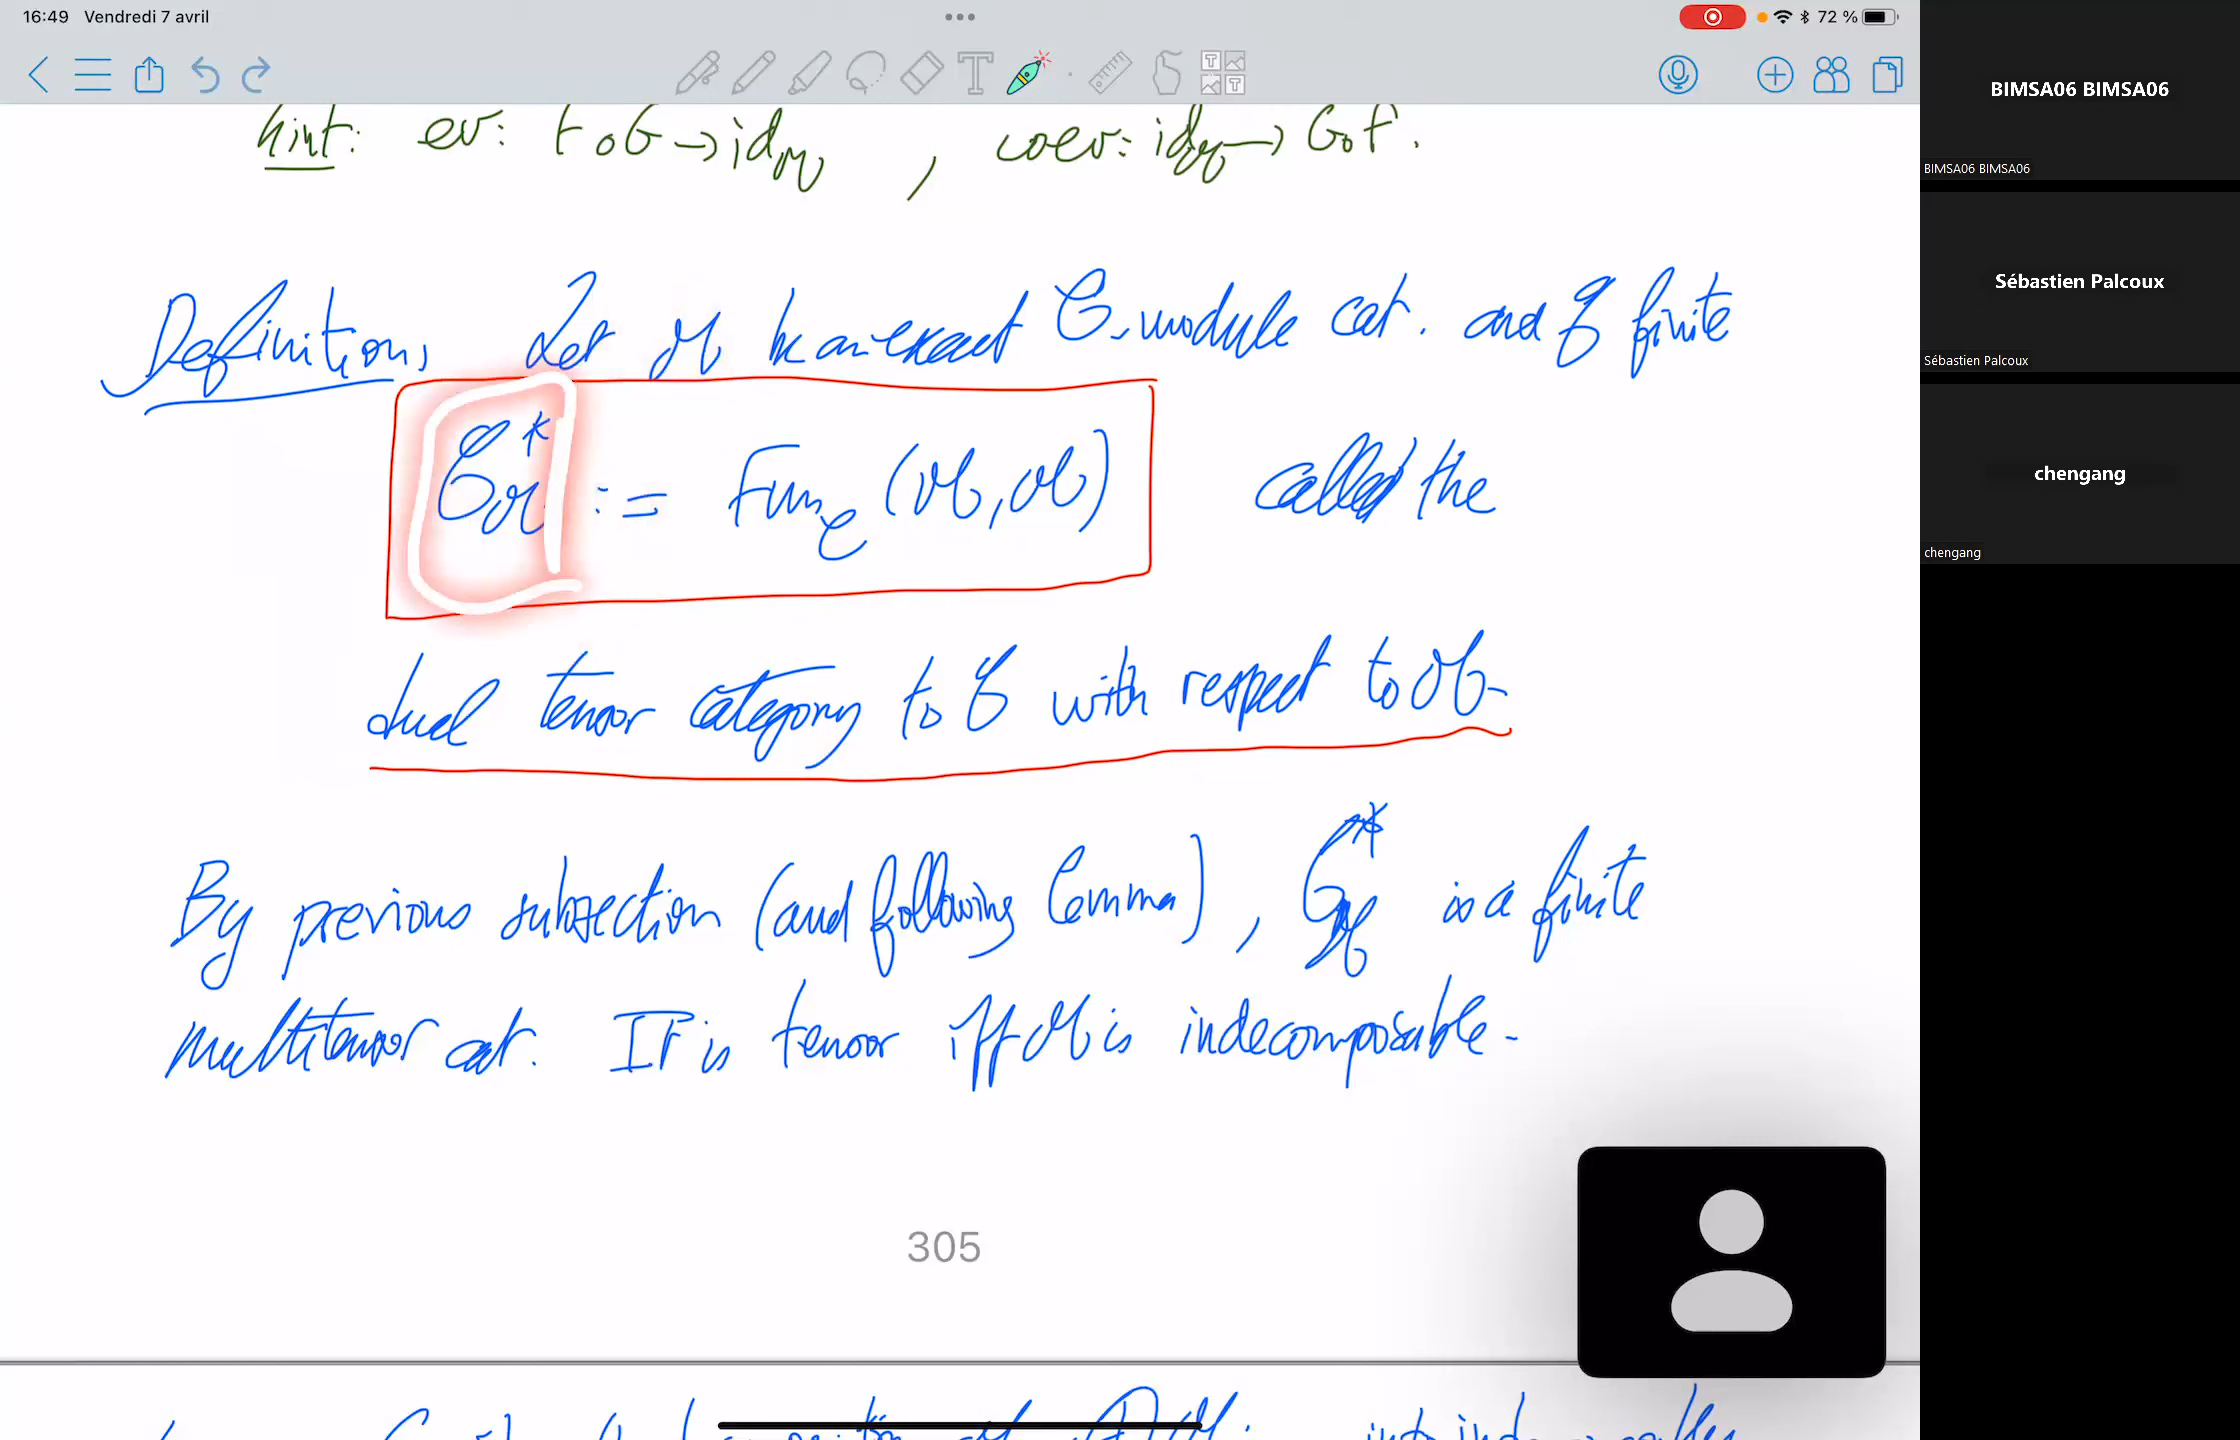 16:49 Vendredi 7 avril
72 %
hint: ev: F∘G → id_M , coev: id_M → G∘F.
Definition: Let M be an exact C-module cat. and C finite
C*_M := Fun_C (M, M) called the
dual tensor category to C with respect to M.
By previous subsection (and following Lemma), C*_M is a finite
multitensor cat. It is tensor iff M is indecomposable.
305
BIMSA06 BIMSA06
BIMSA06 BIMSA06
Sébastien Palcoux
Sébastien Palcoux
chengang
chengang